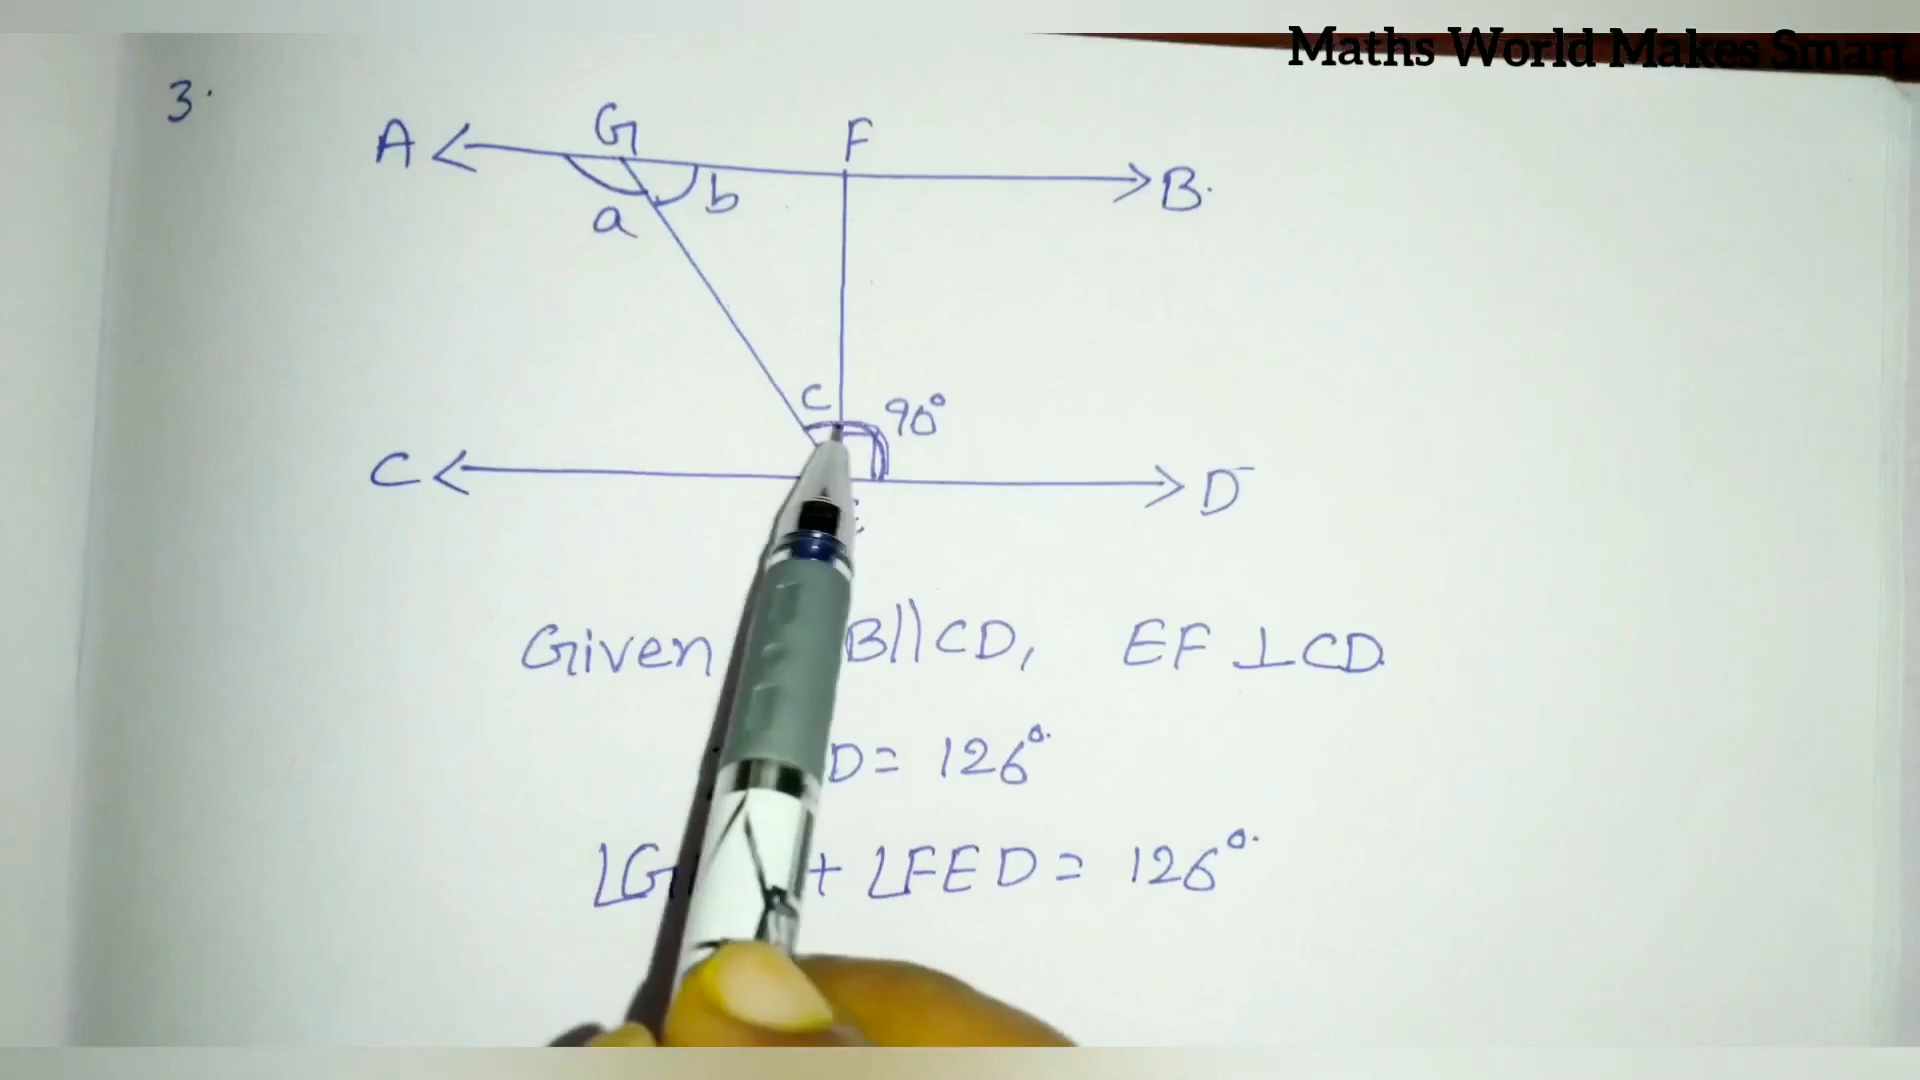 Maths World Makes Smart
3.
A G F B.
a b
C 90°
C D
Given B||CD, EF ⊥ CD
D = 126°.
∠G + ∠FED = 126°.